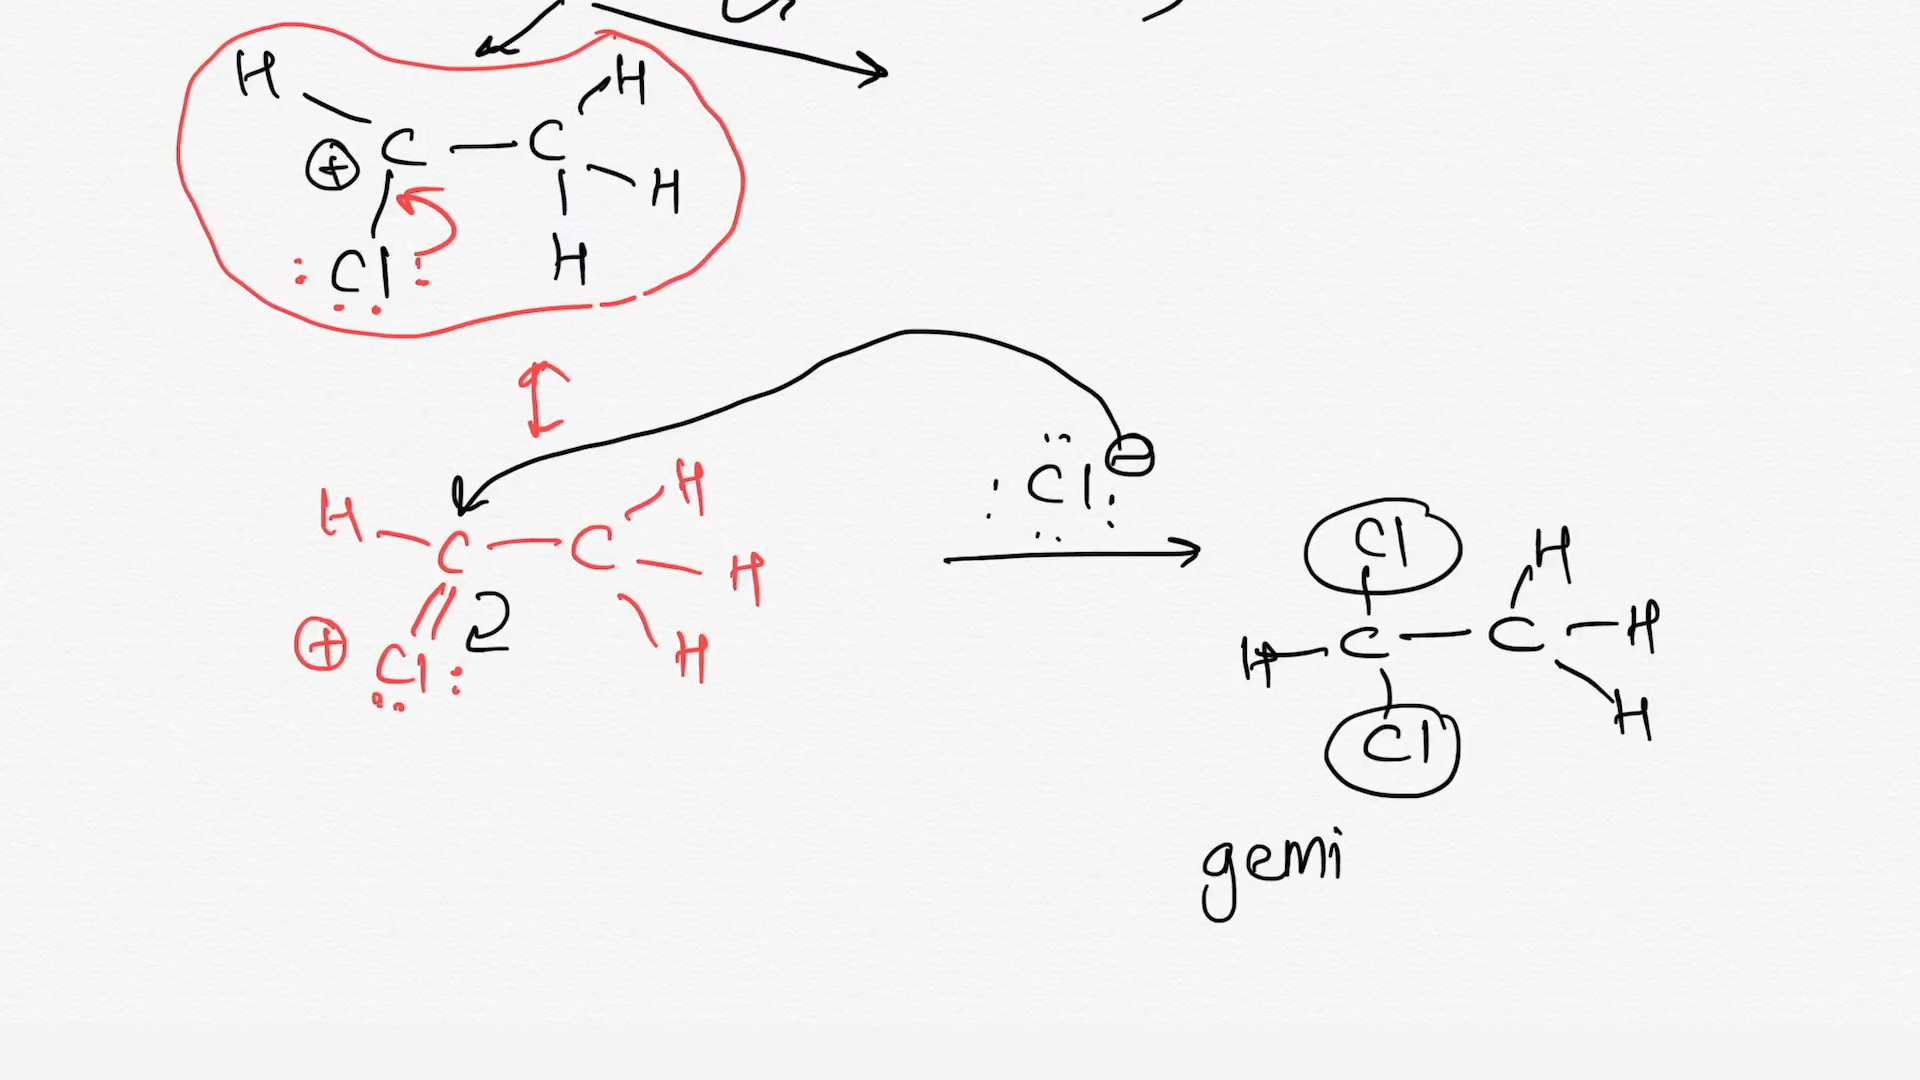 H H
⊕ C — C
H
:Cl: H
:Cl:⊖
H H
H — C — C Cl H
H
H — C — C — H
⊕ Cl: H
Cl H
gemi